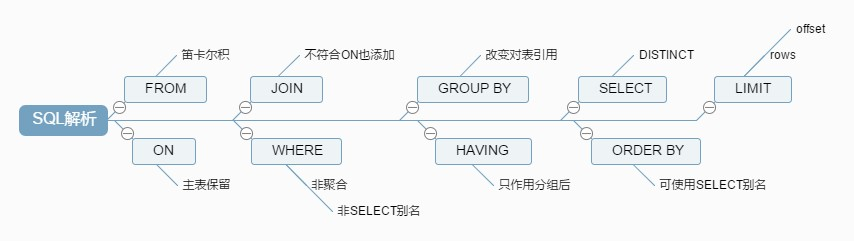 offset
笛卡尔积
不符合ON也添加
改变对表引用
DISTINCT
rows
FROM
JOIN
GROUP BY
SELECT
LIMIT
SQL解析
ON
WHERE
HAVING
ORDER BY
主表保留
非聚合
只作用分组后
可使用SELECT别名
非SELECT别名